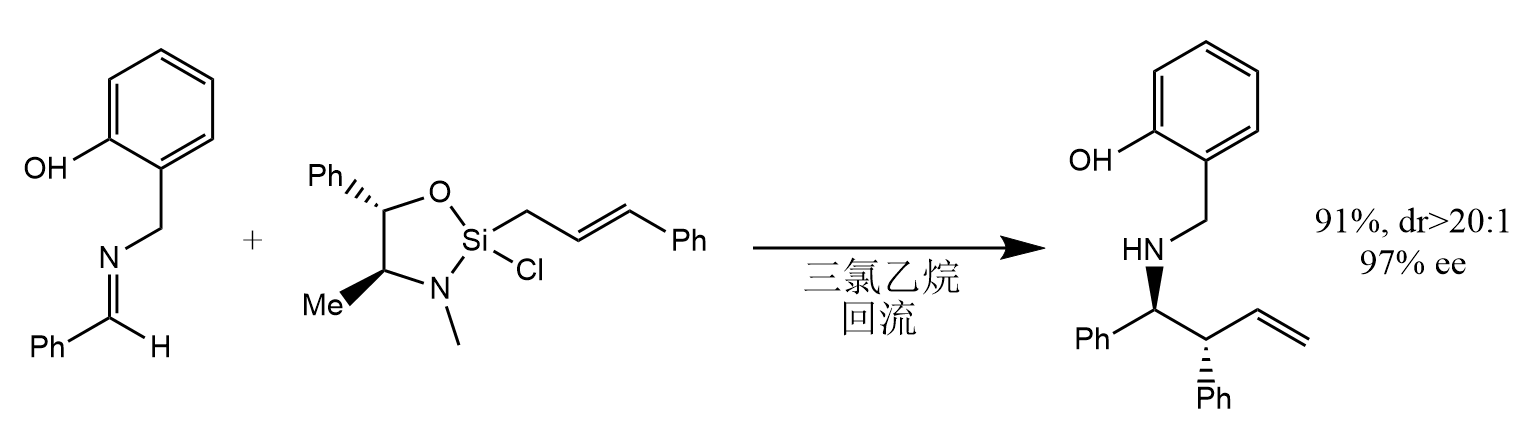 OH
N
Ph
H
+
Ph
O
Si
Cl
N
Me
Ph
三氯乙烷
回流
OH
HN
Ph
Ph
91%, dr>20:1
97% ee